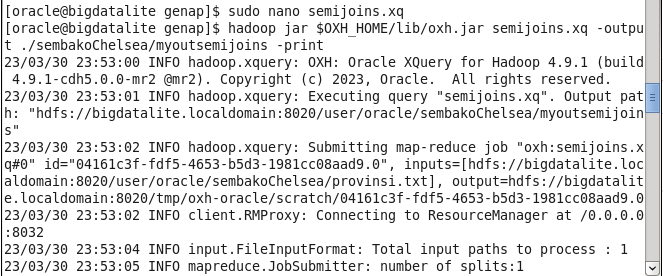 [oracle@bigdatalite genap]$ sudo nano semijoins.xq
[oracle@bigdatalite genap]$ hadoop jar $OXH_HOME/lib/oxh.jar semijoins.xq -outpu
t ./sembakoChelsea/myoutsemijoins -print
23/03/30 23:53:00 INFO hadoop.xquery: OXH: Oracle XQuery for Hadoop 4.9.1 (build
 4.9.1-cdh5.0.0-mr2 @mr2). Copyright (c) 2023, Oracle.  All rights reserved.
23/03/30 23:53:01 INFO hadoop.xquery: Executing query "semijoins.xq". Output pat
h: "hdfs://bigdatalite.localdomain:8020/user/oracle/sembakoChelsea/myoutsemijoin
s"
23/03/30 23:53:02 INFO hadoop.xquery: Submitting map-reduce job "oxh:semijoins.x
q#0" id="04161c3f-fdf5-4653-b5d3-1981cc08aad9.0", inputs=[hdfs://bigdatalite.loc
aldomain:8020/user/oracle/sembakoChelsea/provinsi.txt], output=hdfs://bigdatalit
e.localdomain:8020/tmp/oxh-oracle/scratch/04161c3f-fdf5-4653-b5d3-1981cc08aad9.0
23/03/30 23:53:02 INFO client.RMProxy: Connecting to ResourceManager at /0.0.0.0
:8032
23/03/30 23:53:04 INFO input.FileInputFormat: Total input paths to process : 1
23/03/30 23:53:05 INFO mapreduce.JobSubmitter: number of splits:1